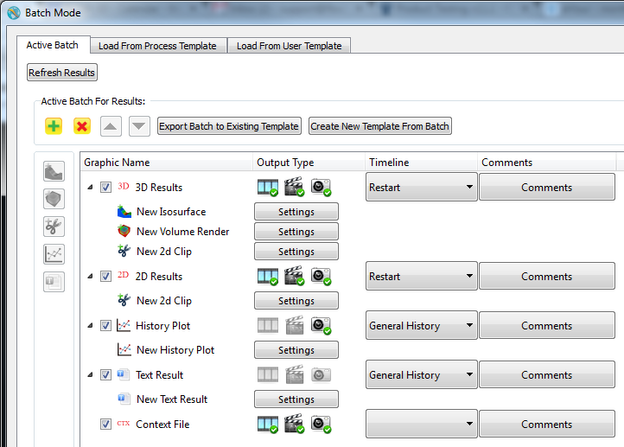 Batch Mode
Active Batch Load From Process Template Load From User Template
Refresh Results
Active Batch For Results:
Export Batch to Existing Template Create New Template From Batch
Graphic Name Output Type Timeline Comments
3D 3D Results Restart Comments
New Isosurface Settings
New Volume Render Settings
New 2d Clip Settings
2D 2D Results Restart Comments
New 2d Clip Settings
History Plot General History Comments
New History Plot Settings
Text Result General History Comments
New Text Result Settings
CTX Context File Comments